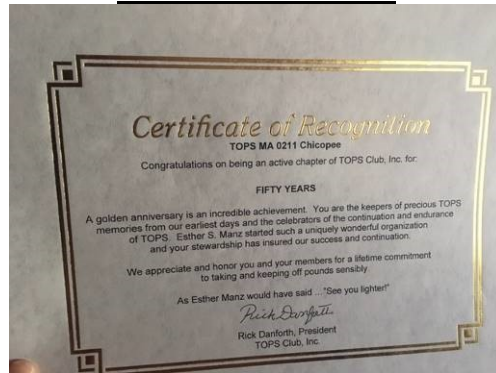 Certificate of Recognition
TOPS MA 0211 Chicopee
Congratulations on being an active chapter of TOPS Club, Inc. for:
FIFTY YEARS
A golden anniversary is an incredible achievement. You are the keepers of precious TOPS
memories from our earliest days and the celebrators of the continuation and endurance
of TOPS. Esther S. Manz started such a uniquely wonderful organization
and your stewardship has insured our success and continuation.
We appreciate and honor you and your members for a lifetime commitment
to taking and keeping off pounds sensibly
As Esther Manz would have said ..."See you lighter!"
Rick Danforth
Rick Danforth, President
TOPS Club, Inc.